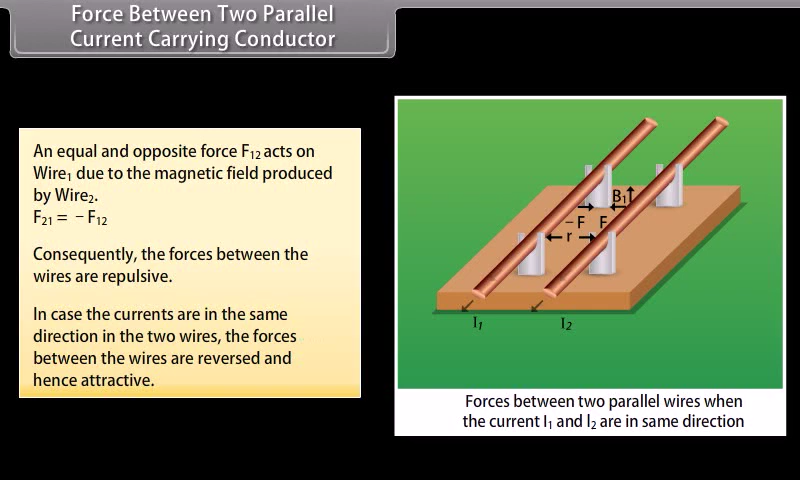 Force Between Two Parallel
Current Carrying Conductor
An equal and opposite force F₁₂ acts on
Wire₁ due to the magnetic field produced
by Wire₂.
F₂₁ = − F₁₂
Consequently, the forces between the
wires are repulsive.
In case the currents are in the same
direction in the two wires, the forces
between the wires are reversed and
hence attractive.
B₁
− F F
r
I₁ I₂
Forces between two parallel wires when
the current I₁ and I₂ are in same direction